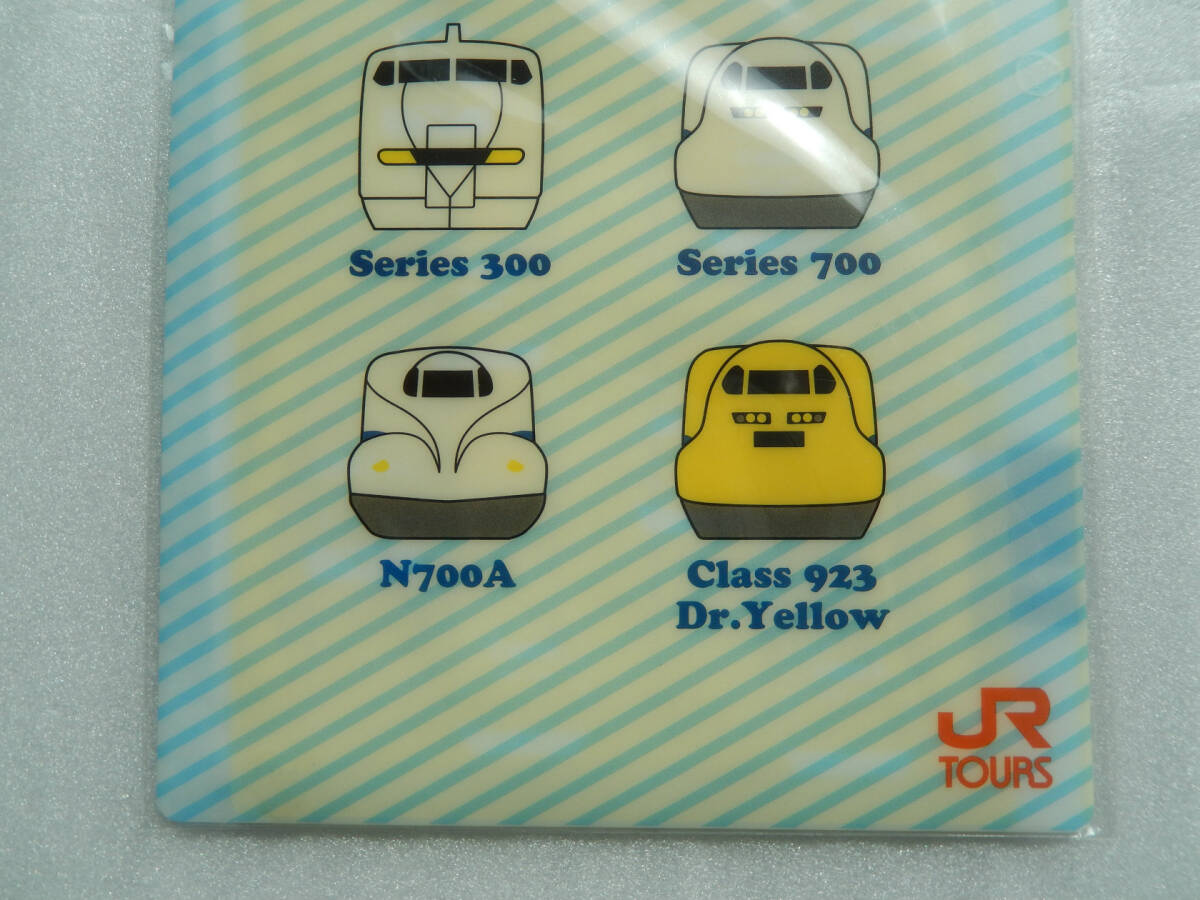 Series 300
Series 700
N700A
Class 923
Dr.Yellow
JR
TOURS